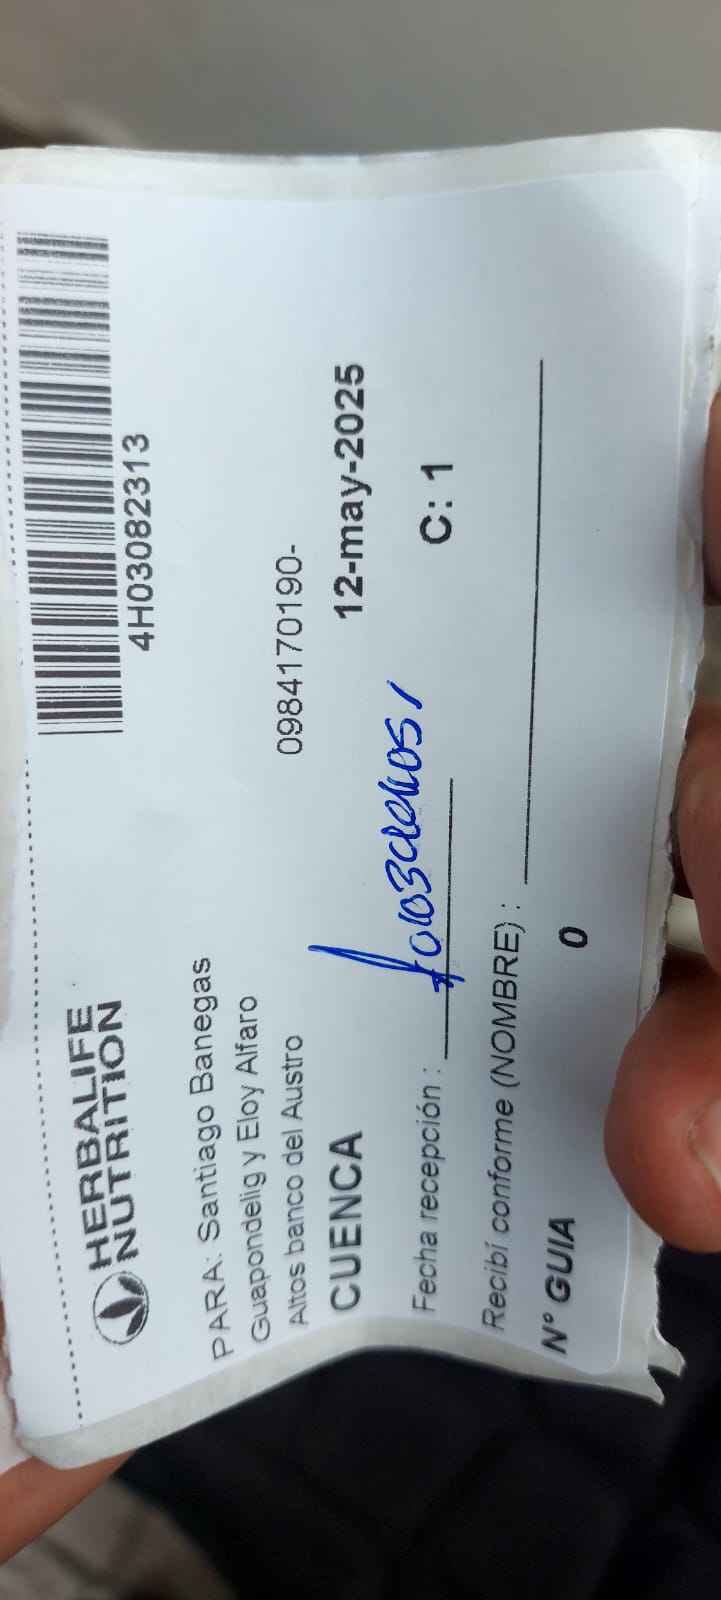 HERBALIFE
NUTRITION
4H03082313
PARA: Santiago Banegas
Guapondelig y Eloy Alfaro
Altos banco del Austro
0984170190-
CUENCA 12-may-2025
Fecha recepción :
C: 1
Recibí conforme (NOMBRE) :
N° GUIA 0